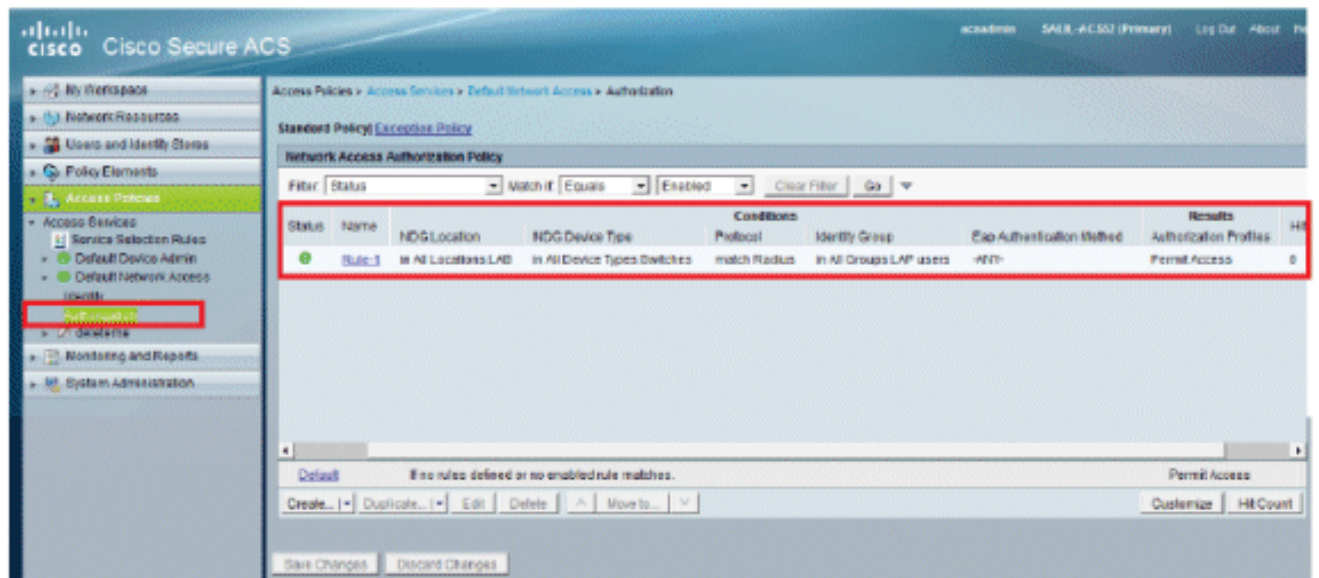 CISCO Cisco Secure ACS
acsadmin (Primary) Log Out About
My Workspace
Network Resources
Users and Identity Stores
Policy Elements
Access Policies
Access Services
Service Selection Rules
Default Device Admin
Default Network Access
Identity
Authorization
Monitoring and Reports
System Administration
Access Policies > Access Services > Default Network Access > Authorization
Standard Policy| Exception Policy
Network Access Authorization Policy
Filter: Status Match if: Equals Enabled Clear Filter Go
Conditions Results
Status Name NDG:Location NDG:Device Type Protocol Identity Group Eap Authentication Method Authorization Profiles
Rule-1 in All Locations:LAB in All Device Types:Switches match Radius in All Groups:LAP users -ANY- Permit Access 0
Default If no rules defined or no enabled rule matches. Permit Access
Create... Duplicate... Edit Delete Move to... Customize Hit Count
Save Changes Discard Changes